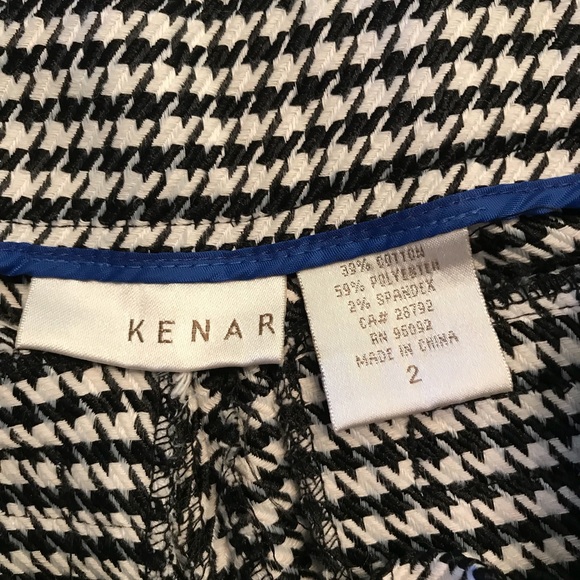 KENAR
39% COTTON
59% POLYESTER
2% SPANDEX
CA# 28792
RN 95092
MADE IN CHINA
2